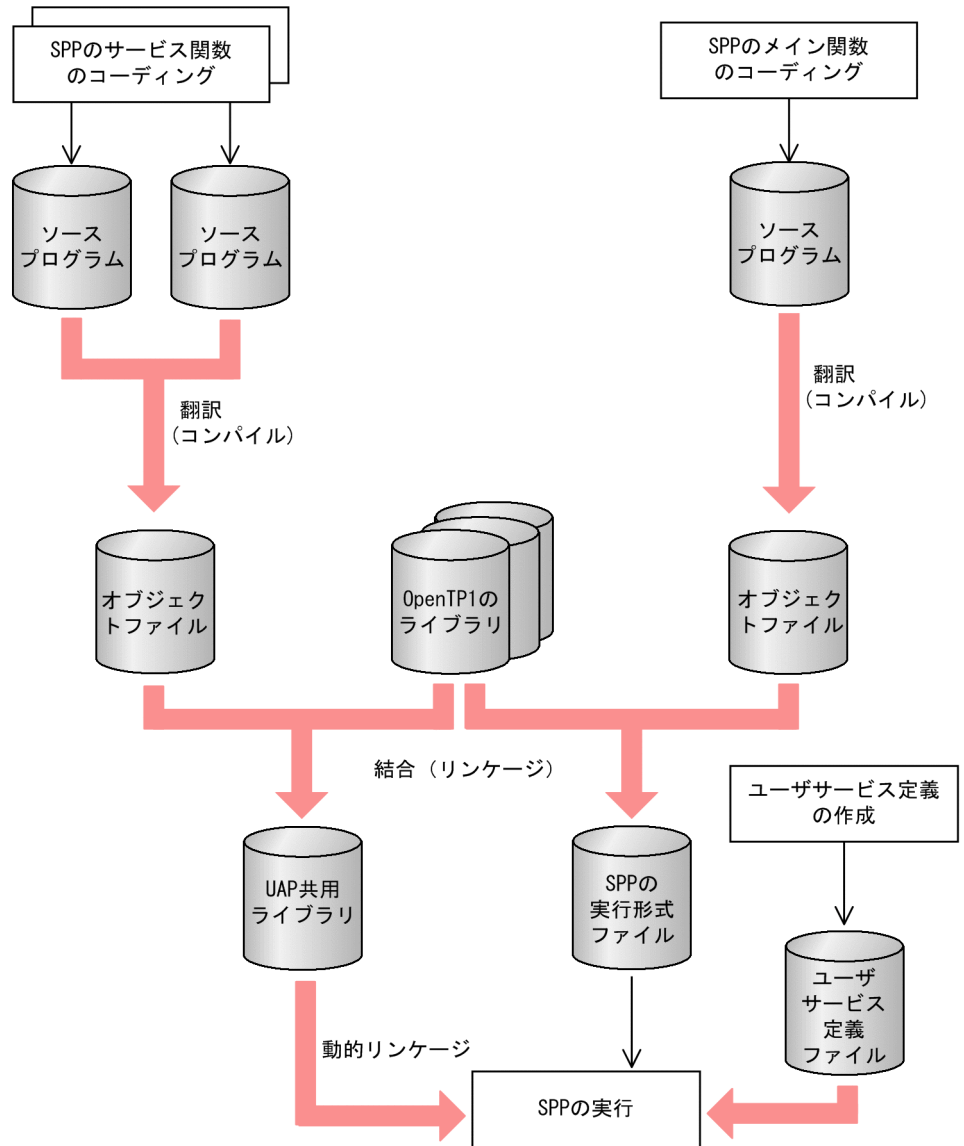 SPPのサービス関数
のコーディング
SPPのメイン関数
のコーディング
ソース
プログラム
ソース
プログラム
ソース
プログラム
翻訳
(コンパイル)
翻訳
(コンパイル)
オブジェク
トファイル
OpenTP1の
ライブラリ
オブジェク
トファイル
結合（リンケージ）
ユーザサービス定義
の作成
UAP共用
ライブラリ
SPPの
実行形式
ファイル
ユーザ
サービス
定義
ファイル
動的リンケージ
SPPの実行